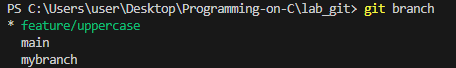 PS C:\Users\user\Desktop\Programming-on-C\lab_git> git branch
* feature/uppercase
  main
  mybranch